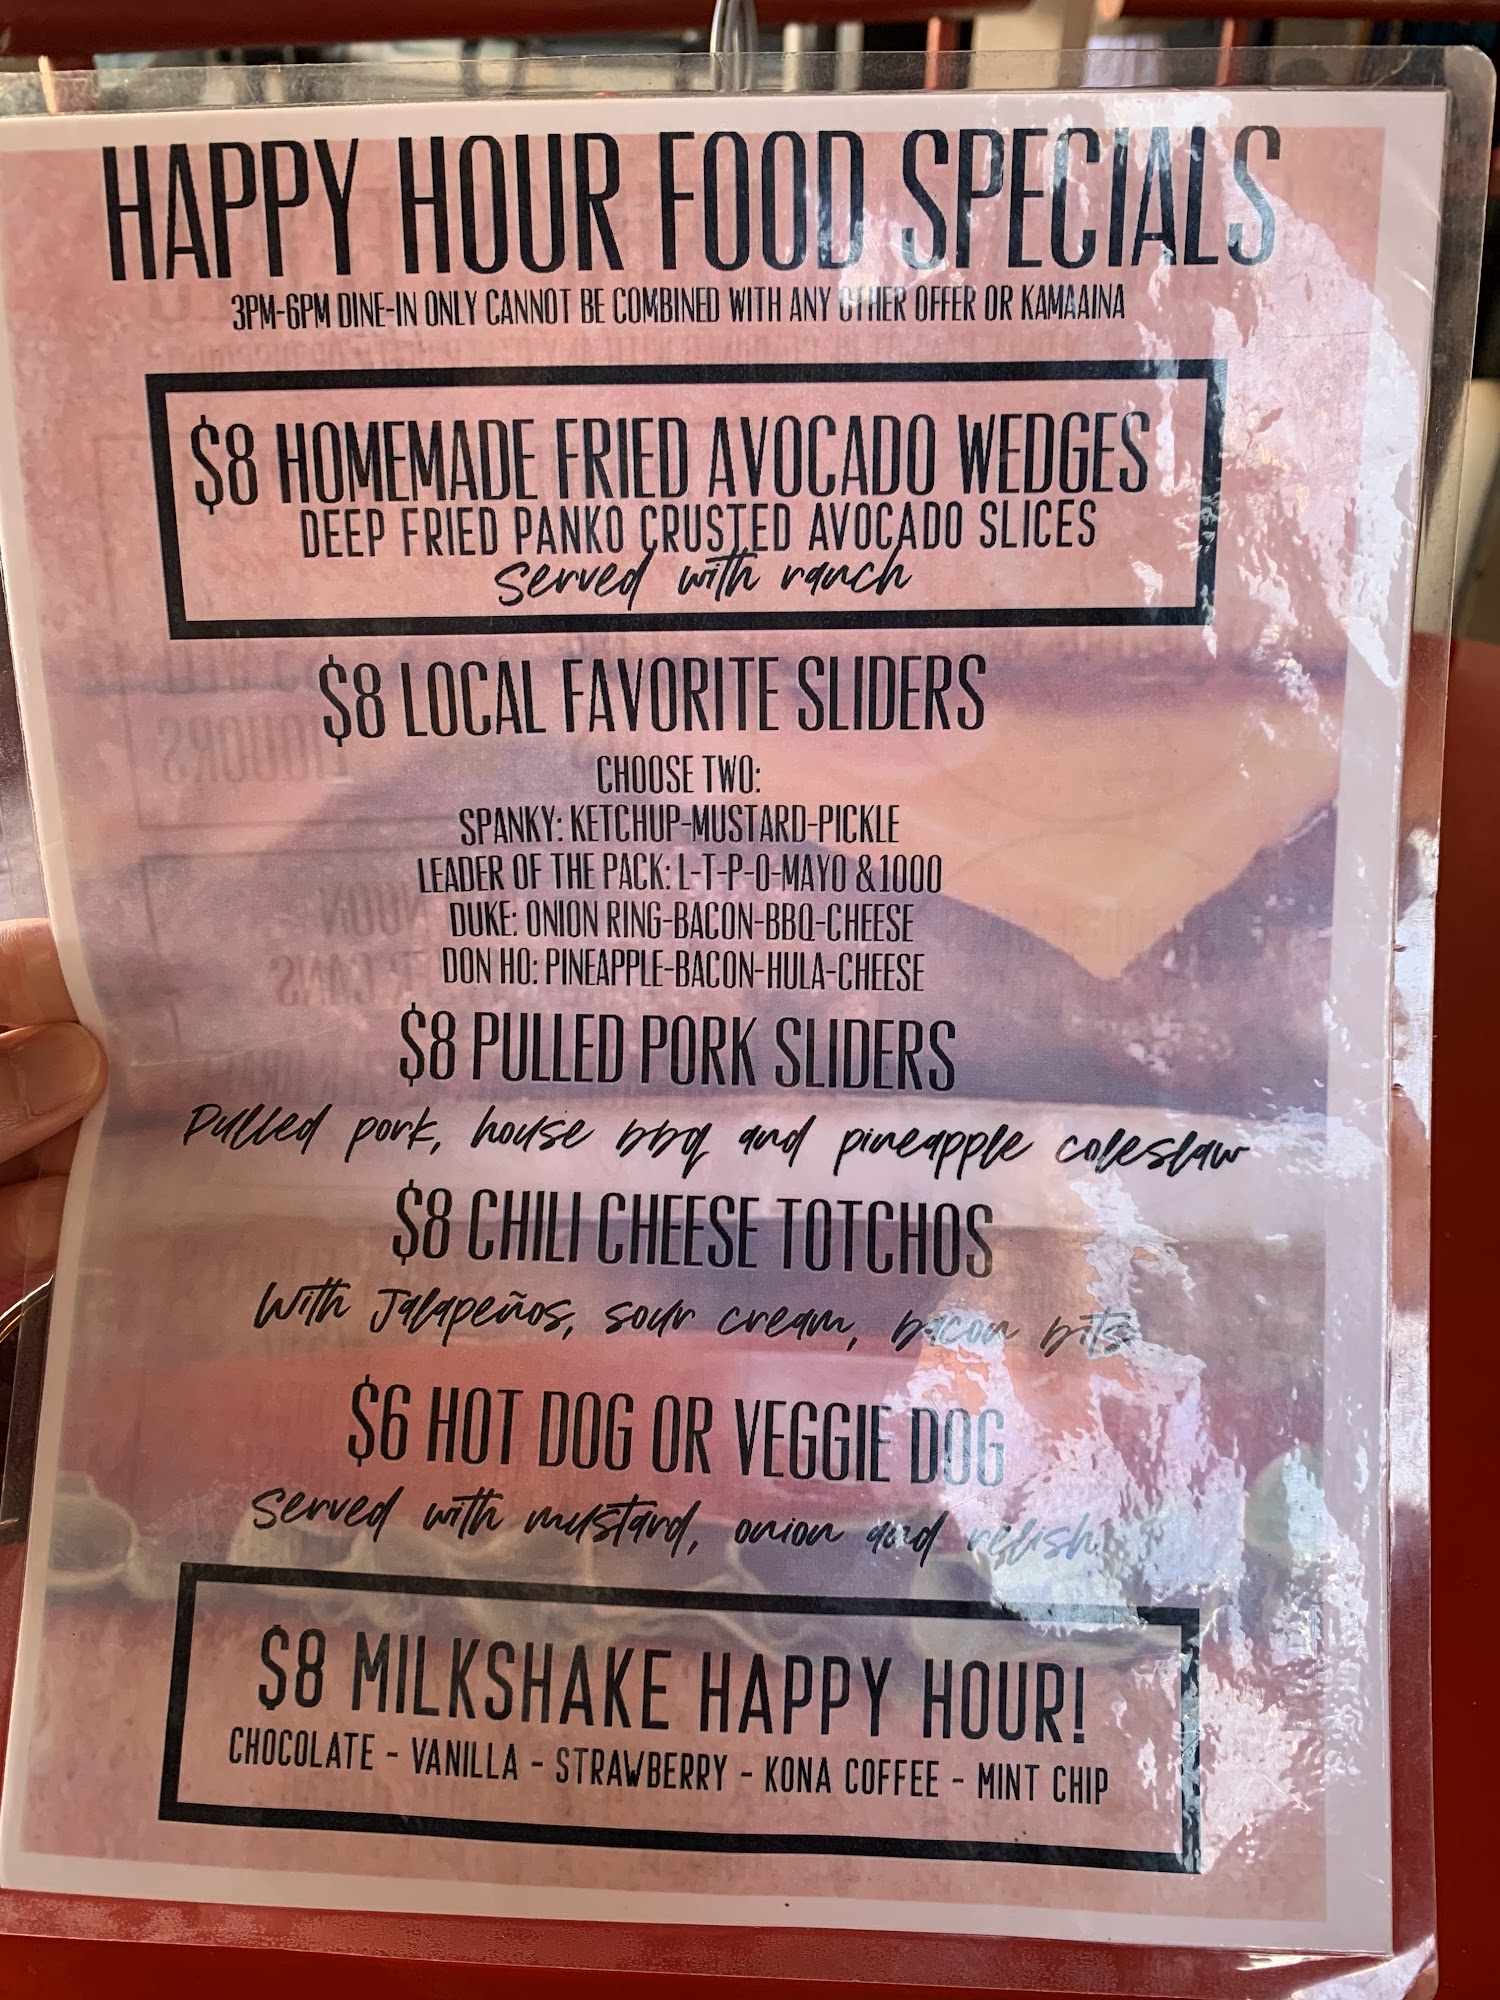 HAPPY HOUR FOOD SPECIALS
3PM-6PM DINE-IN ONLY CANNOT BE COMBINED WITH ANY OTHER OFFER OR KAMAAINA
$8 HOMEMADE FRIED AVOCADO WEDGES
DEEP FRIED PANKO CRUSTED AVOCADO SLICES
Served with ranch
$8 LOCAL FAVORITE SLIDERS
CHOOSE TWO:
SPANKY: KETCHUP-MUSTARD-PICKLE
LEADER OF THE PACK: L-T-P-O-MAYO &1000
DUKE: ONION RING-BACON-BBQ-CHEESE
DON HO: PINEAPPLE-BACON-HULA-CHEESE
$8 PULLED PORK SLIDERS
Pulled pork, house bbq and pineapple coleslaw
$8 CHILI CHEESE TOTCHOS
With Jalapeños, sour cream, bacon bits
$6 HOT DOG OR VEGGIE DOG
Served with mustard, onion and relish
$8 MILKSHAKE HAPPY HOUR!
CHOCOLATE - VANILLA - STRAWBERRY - KONA COFFEE - MINT CHIP